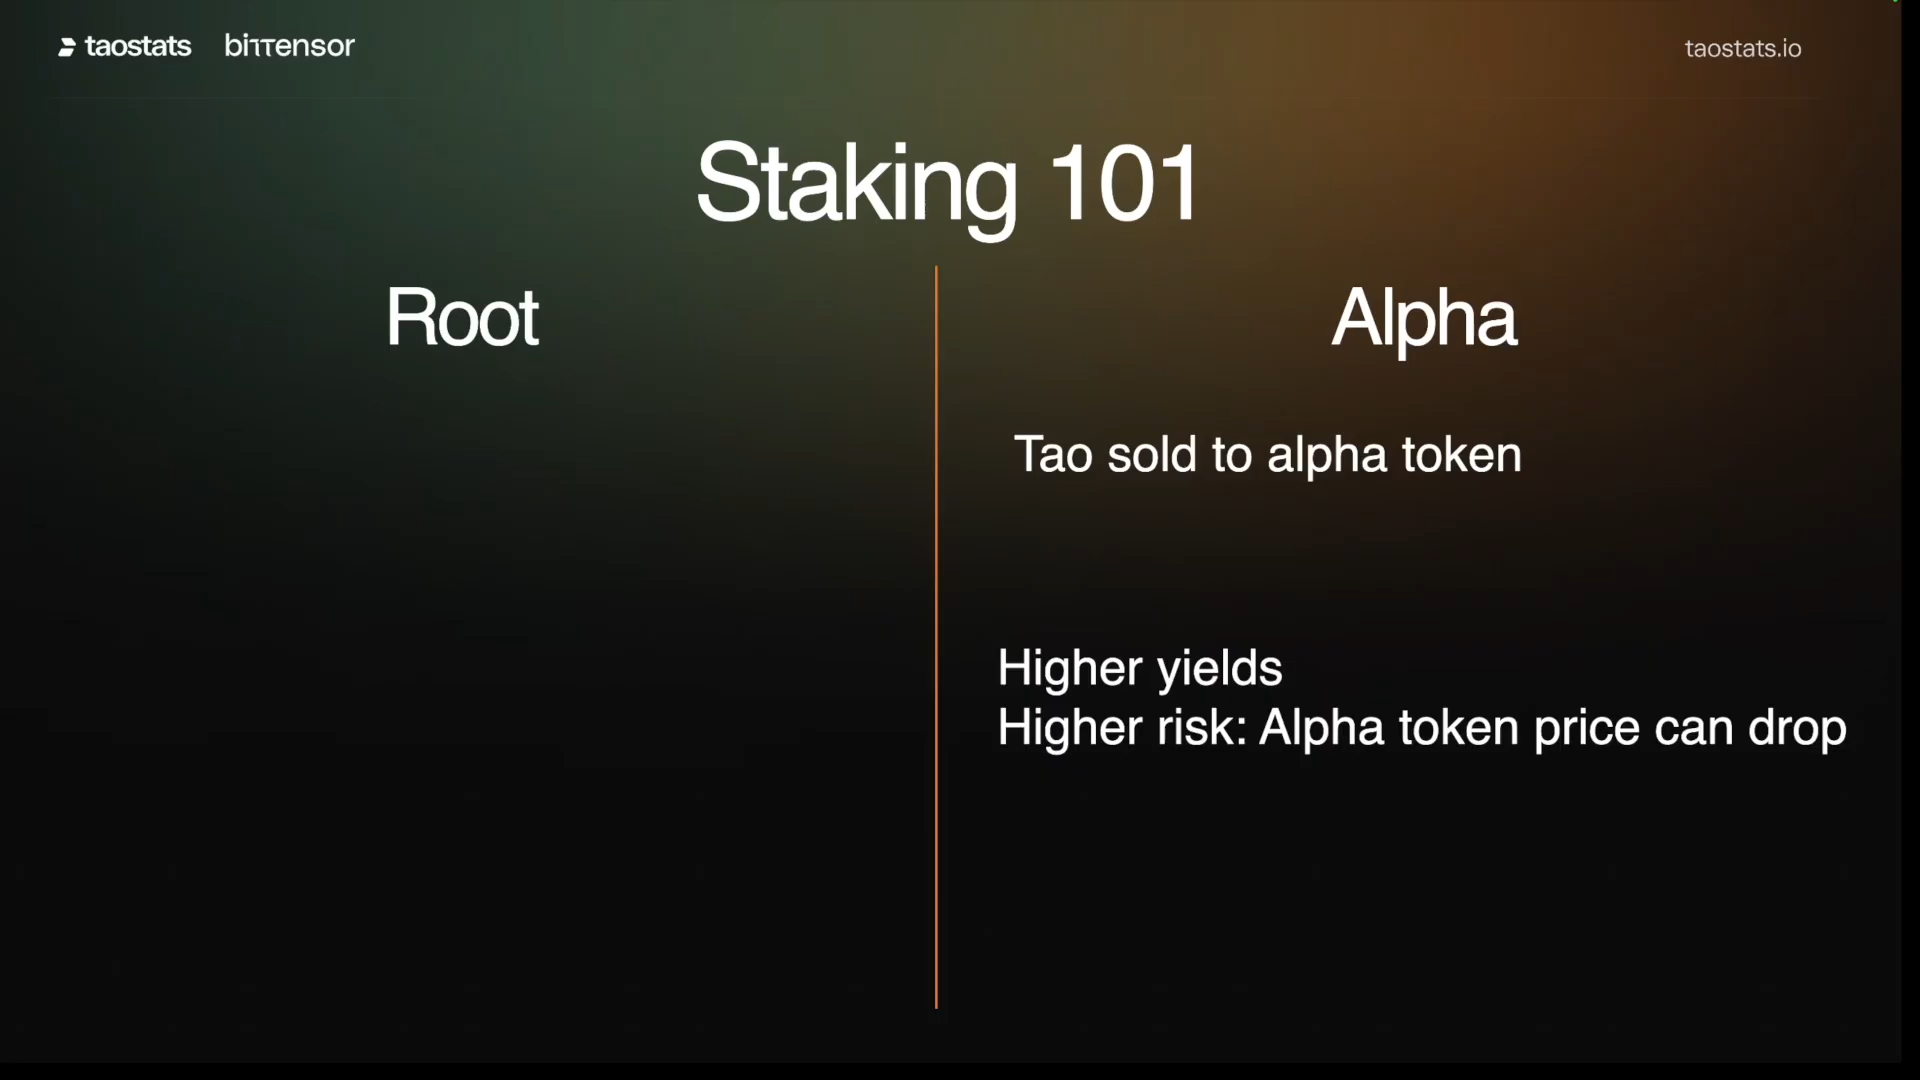 taostats bittensor taostats.io
Staking 101
Root Alpha
Tao sold to alpha token
Higher yields
Higher risk: Alpha token price can drop